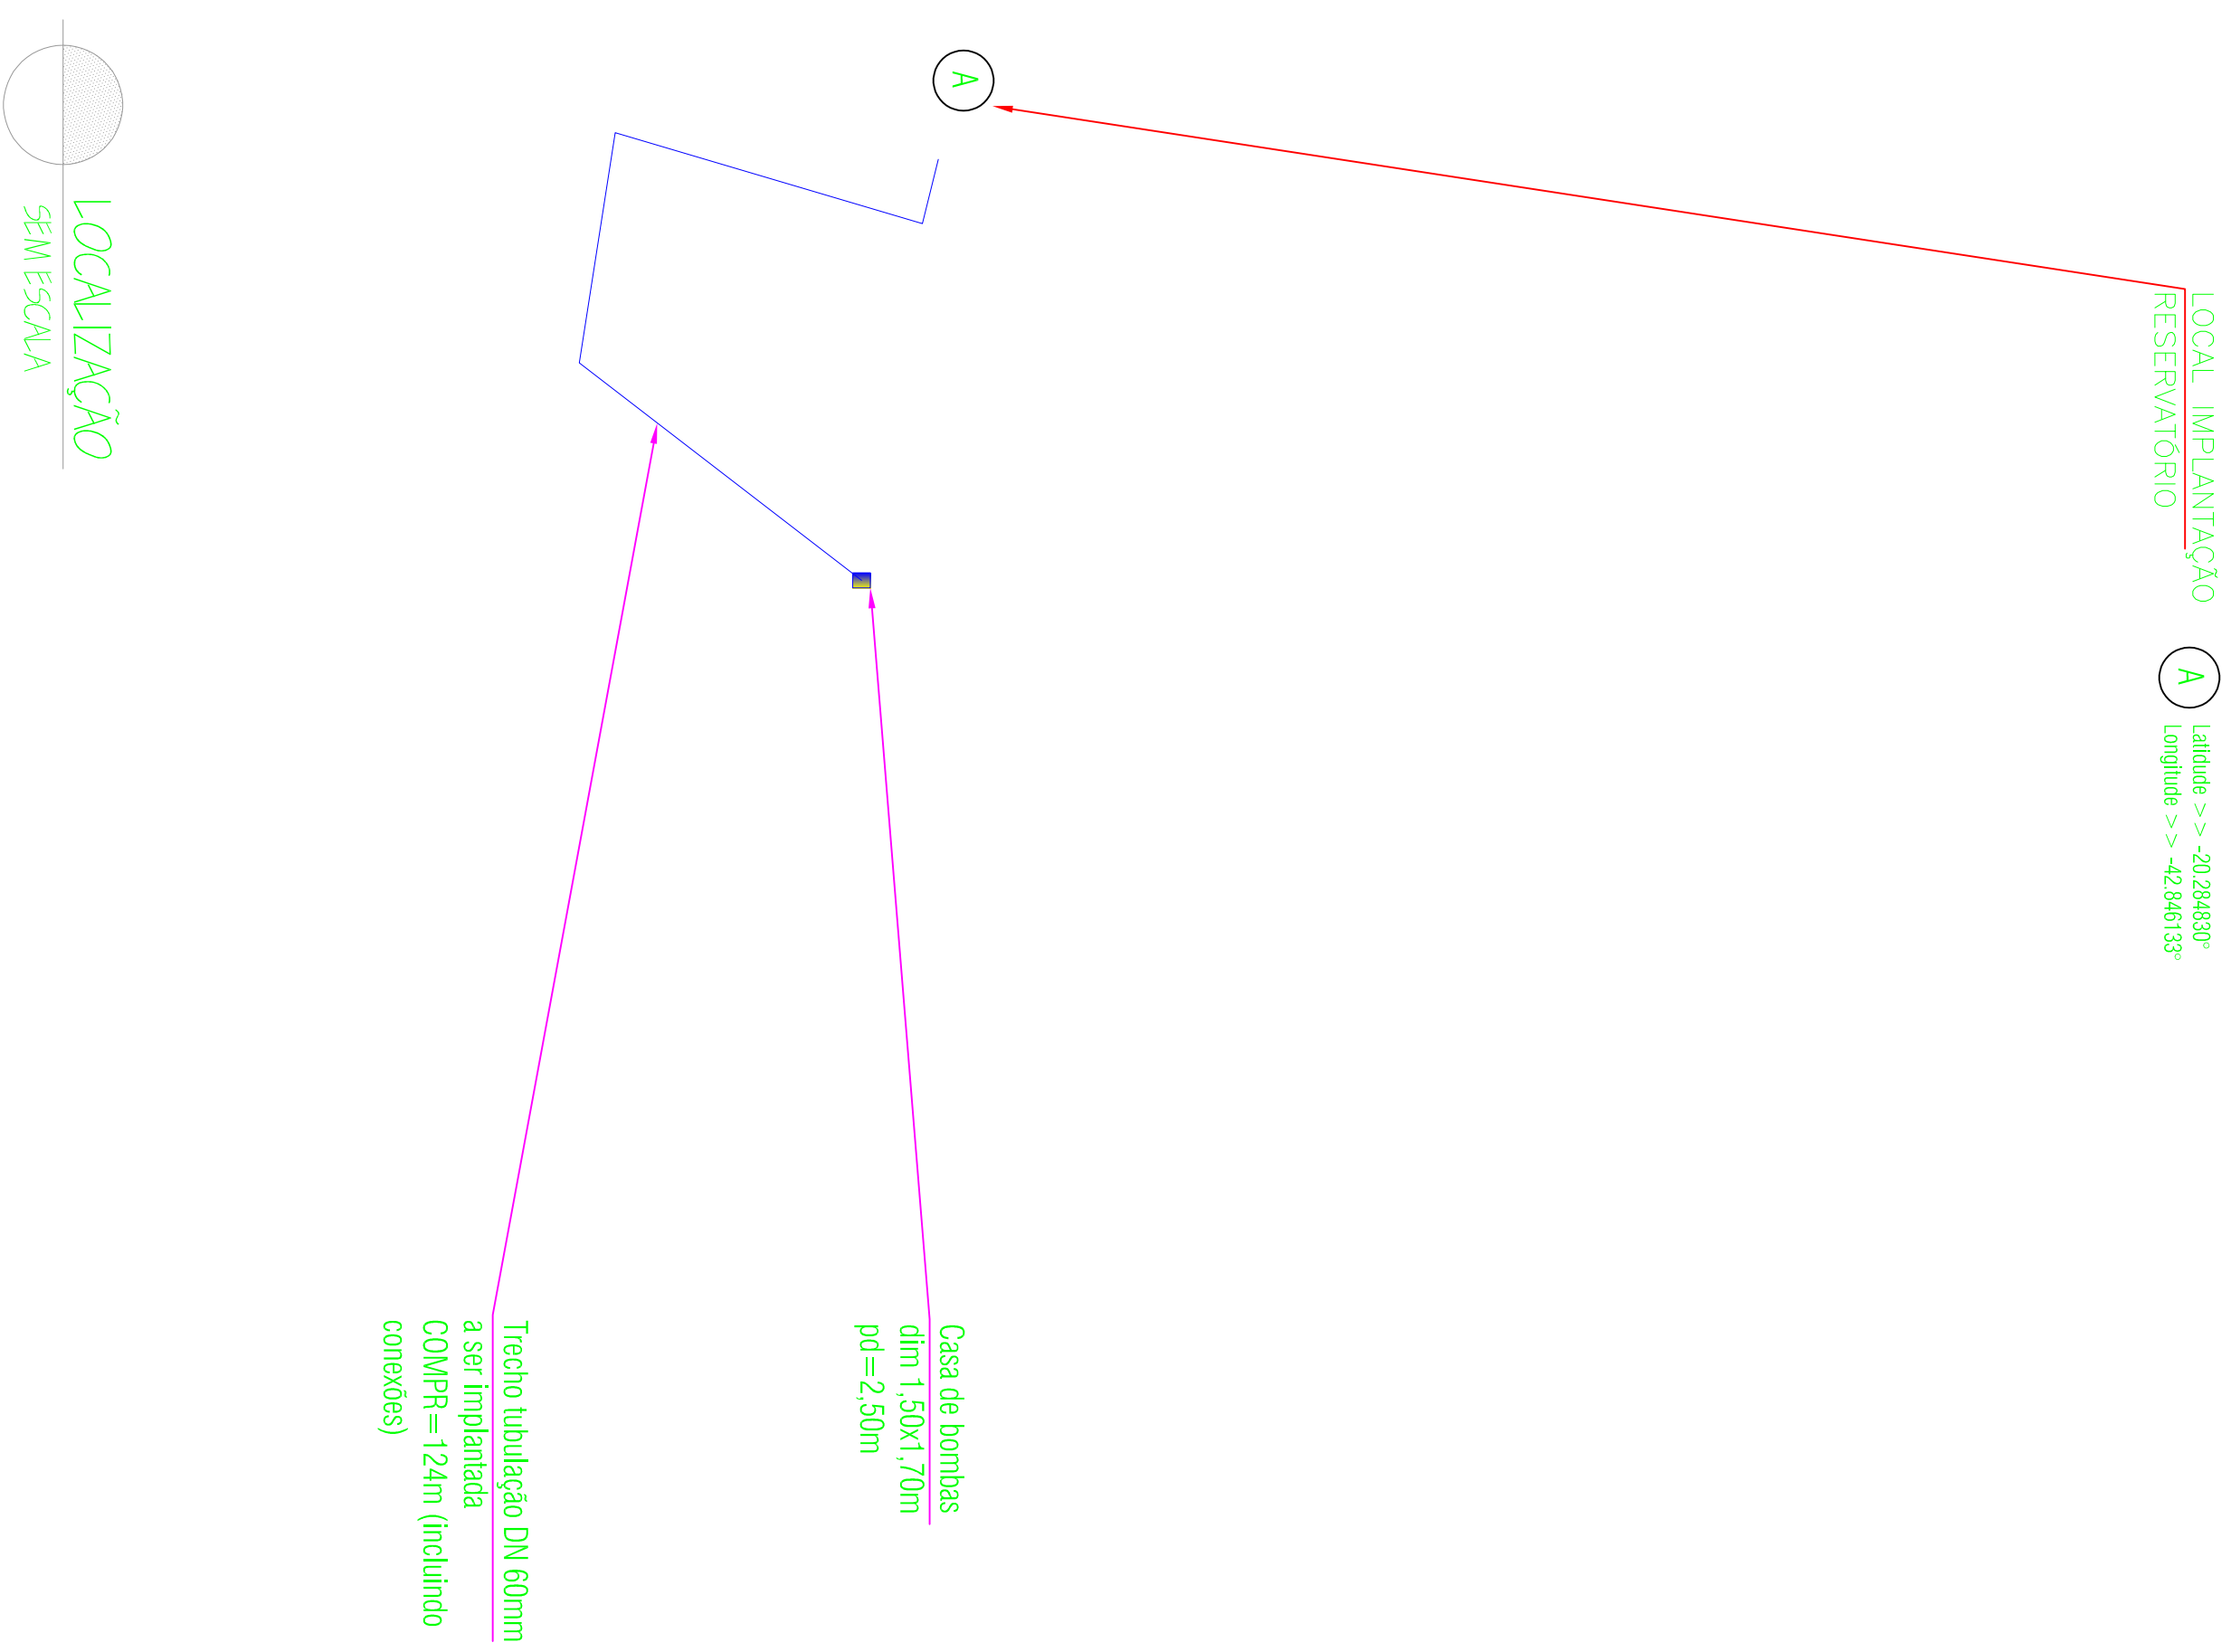 LOCAL IMPLANTAÇÃO
RESERVATÓRIO
A
Latidude >> -20.284830°
Longitude >> -42.846133°
A
Casa de bombas
dim 1,50x1,70m
pd=2,50m
Trecho tubulação DN 60mm
a ser implantada
COMPR=124m (incluindo
conexões)
LOCALIZAÇÃO
SEM ESCALA